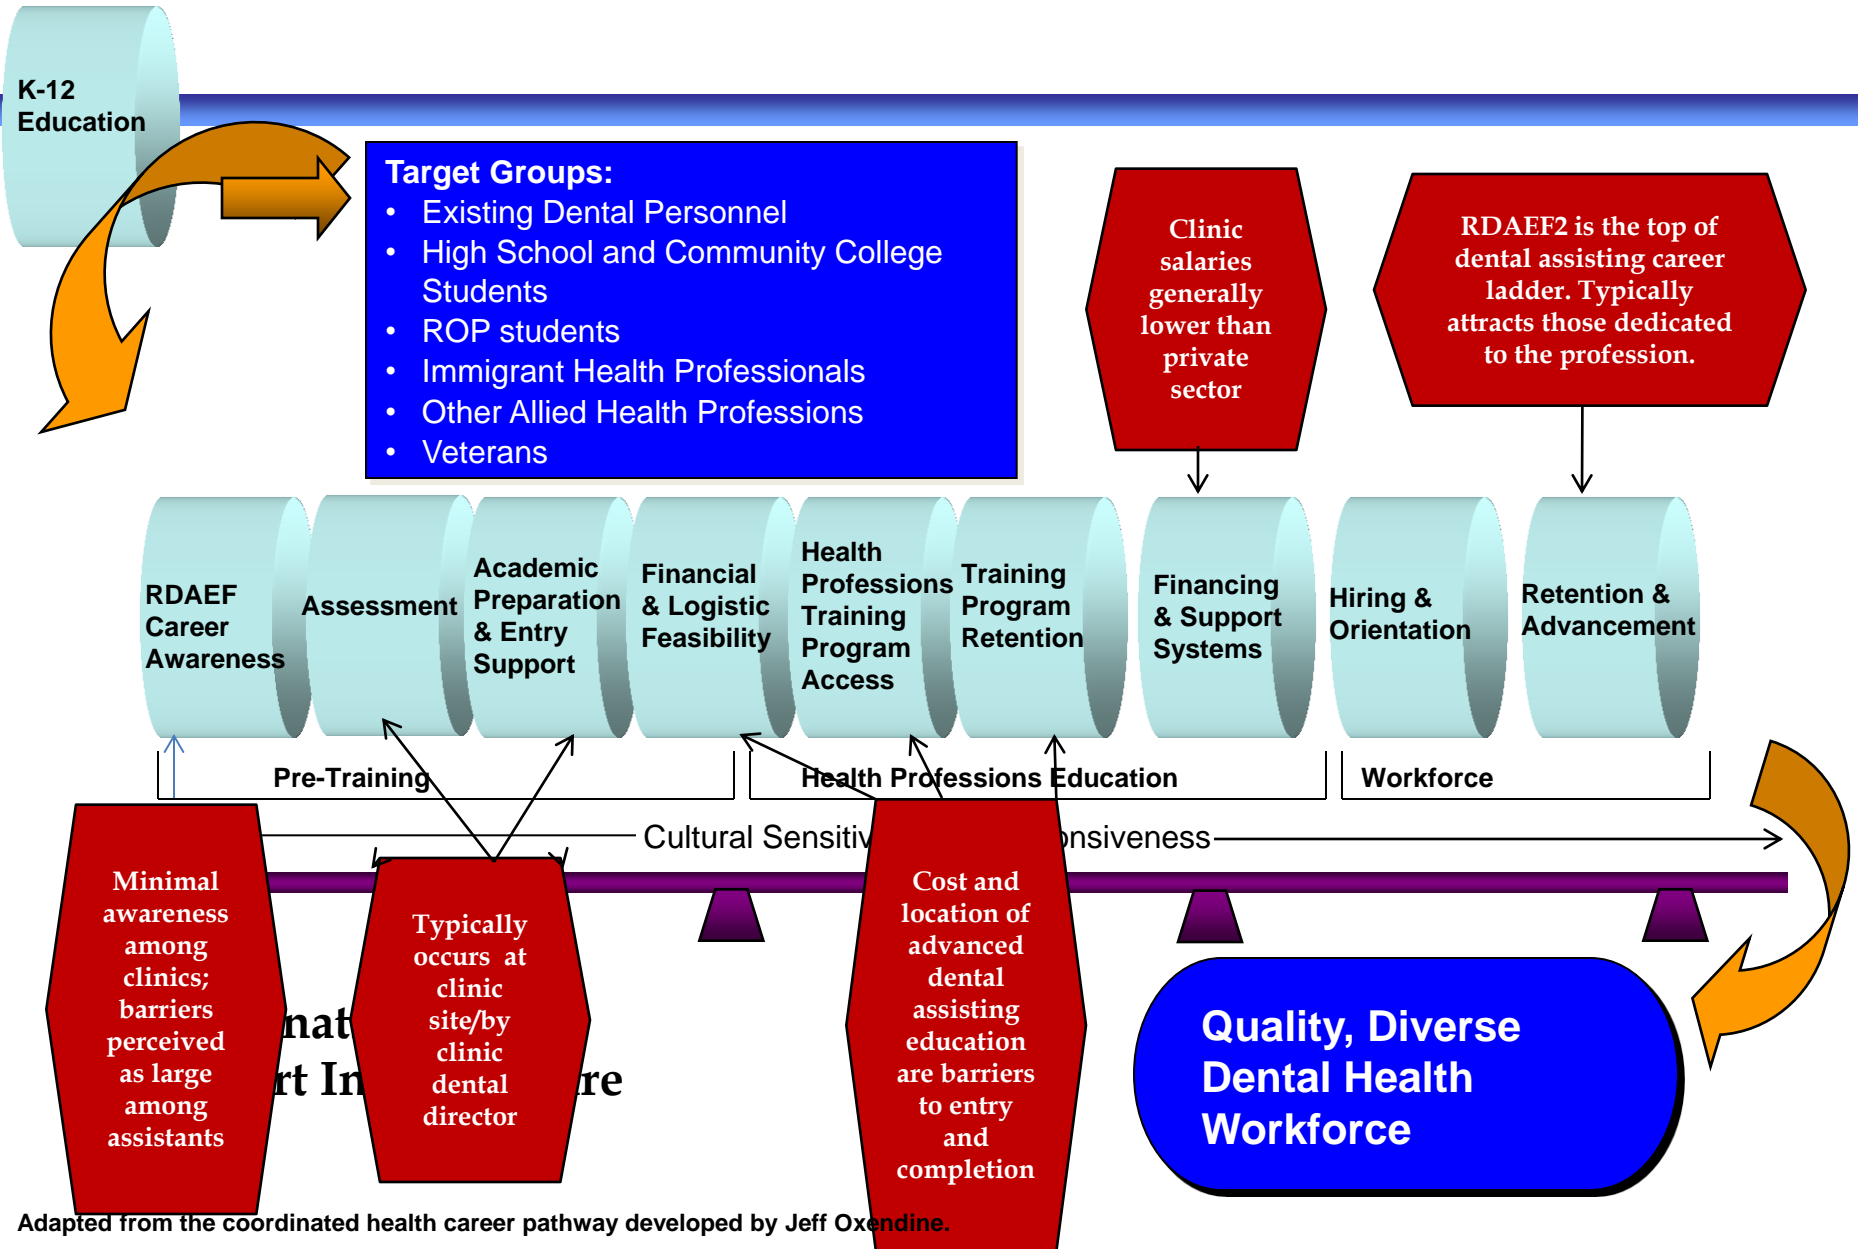 K-12
Education
Target Groups:
• Existing Dental Personnel
• High School and Community College
Students
• ROP students
• Immigrant Health Professionals
• Other Allied Health Professions
• Veterans
Clinic
salaries
generally
lower than
private
sector
RDAEF2 is the top of
dental assisting career
ladder. Typically
attracts those dedicated
to the profession.
RDAEF
Career
Awareness
Assessment
Academic
Preparation
& Entry
Support
Financial
& Logistic
Feasibility
Health
Professions
Training
Program
Access
Training
Program
Retention
Financing
& Support
Systems
Hiring &
Orientation
Retention &
Advancement
Pre-Training
Health Professions Education
Workforce
Cultural
Minimal
awareness
among
clinics;
barriers
perceived
as large
among
assistants
Typically
occurs at
clinic
site/by
clinic
dental
director
Cost and
location of
advanced
dental
assisting
education
are barriers
to entry
and
completion
Quality, Diverse
Dental Health
Workforce
Adapted from the coordinated health career pathway developed by Jeff Oxendine.